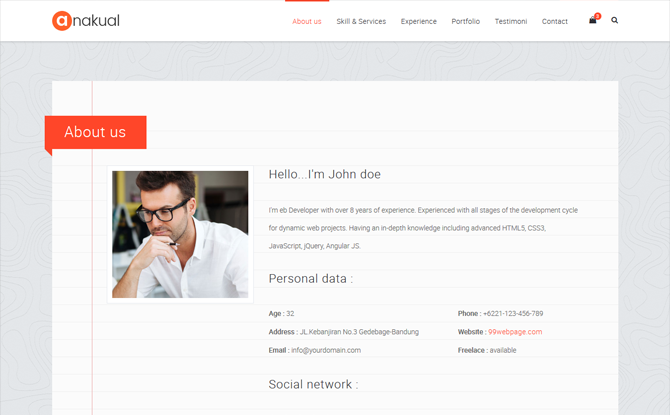 anakual
About us Skill & Services Experience Portfolio Testimoni Contact
About us
Hello...I'm John doe
I'm eb Developer with over 8 years of experience. Experienced with all stages of the development cycle
for dynamic web projects. Having an in-depth knowledge including advanced HTML5, CSS3,
JavaScript, jQuery, Angular JS.
Personal data :
Age : 32 Phone : +6221-123-456-789
Address : JL.Kebanjiran No.3 Gedebage-Bandung Website : 99webpage.com
Email : info@yourdomain.com Freelace : available
Social network :